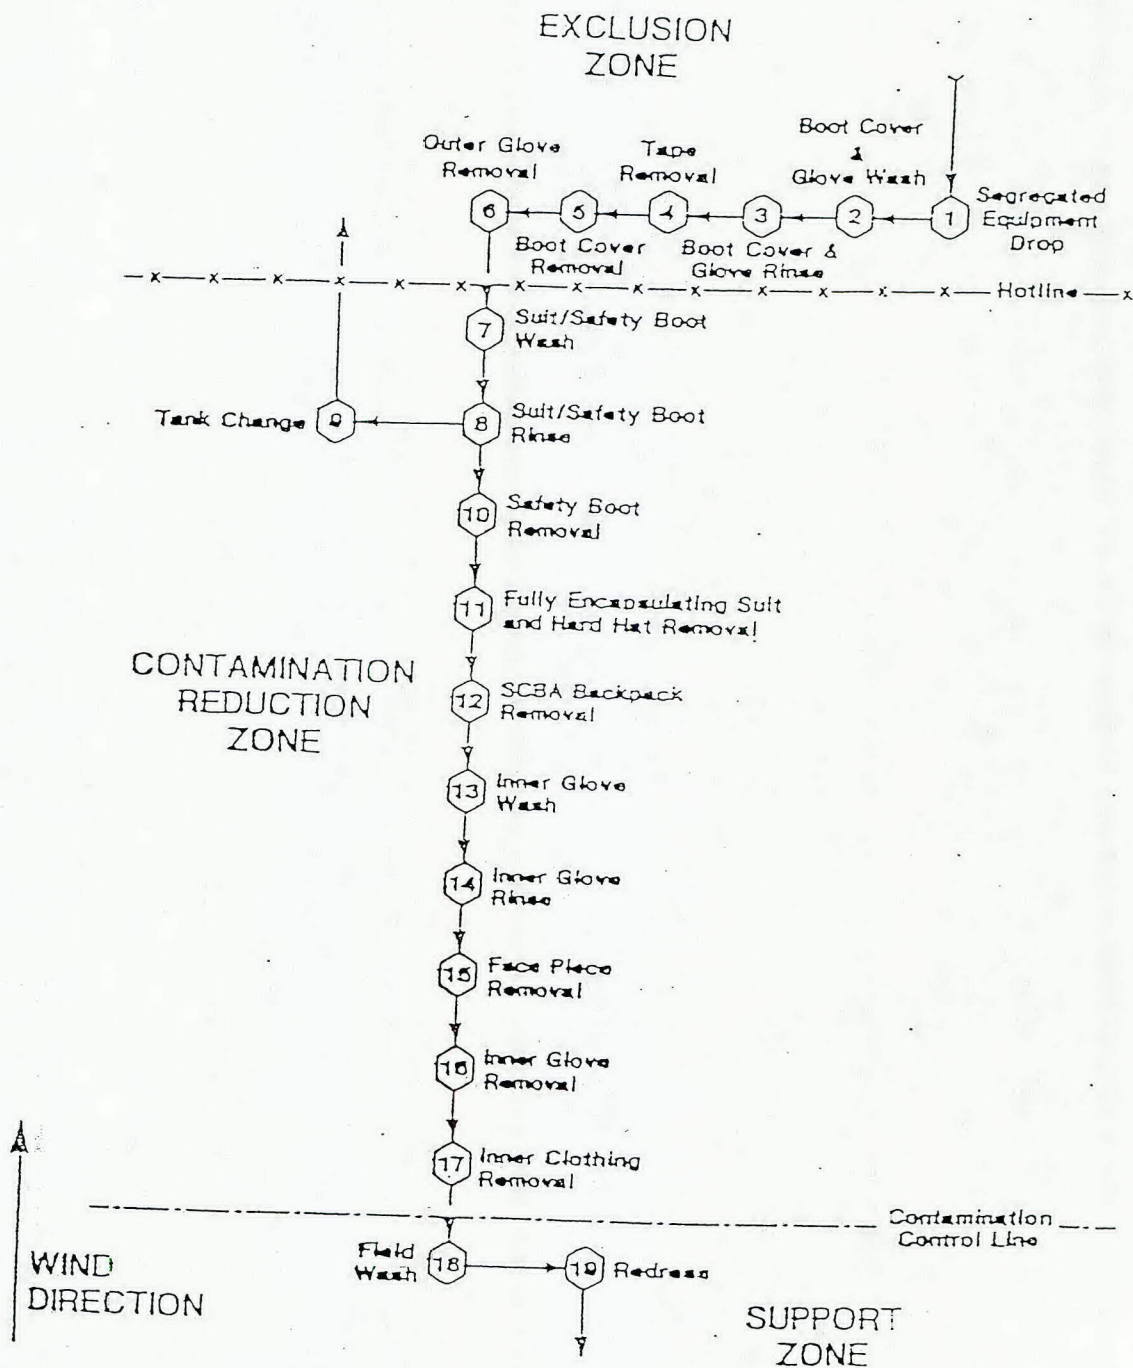 EXCLUSION
ZONE
Boot Cover
&
Glove Wash
Outer Glove
Removal
Tape
Removal
6
5
4
3
2
1
Segregated
Equipment
Drop
Boot Cover
Removal
Boot Cover &
Glove Rinse
Hotline
7
Suit/Safety Boot
Wash
Tank Change
9
8
Suit/Safety Boot
Rinse
10
Safety Boot
Removal
11
Fully Encapsulating Suit
and Hard Hat Removal
CONTAMINATION
REDUCTION
ZONE
12
SCBA Backpack
Removal
13
Inner Glove
Wash
14
Inner Glove
Rinse
15
Face Piece
Removal
16
Inner Glove
Removal
17
Inner Clothing
Removal
Contamination
Control Line
Field
Wash
18
19
Redress
WIND
DIRECTION
SUPPORT
ZONE